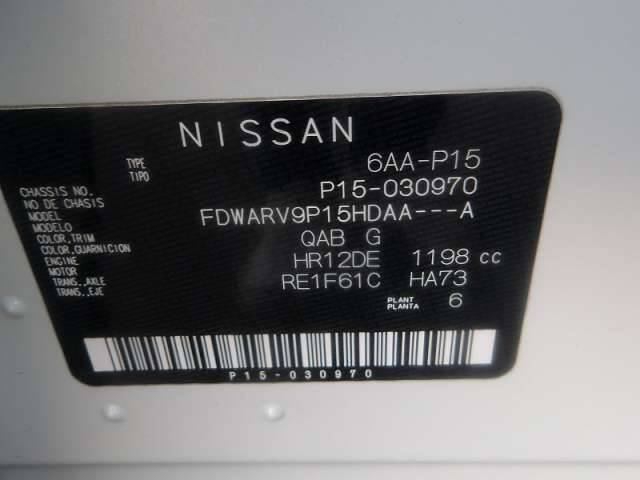 NISSAN
TYPE 6AA-P15
TIPO
CHASSIS NO. P15-030970
NO DE CHASIS
MODEL FDWARV9P15HDAA---A
MODELO
COLOR,TRIM QAB G
COLOR,GUARNICION
ENGINE HR12DE 1198 cc
MOTOR
TRANS.,AXLE RE1F61C HA73
TRANS.,EJE
PLANT 6
PLANTA
P15-030970